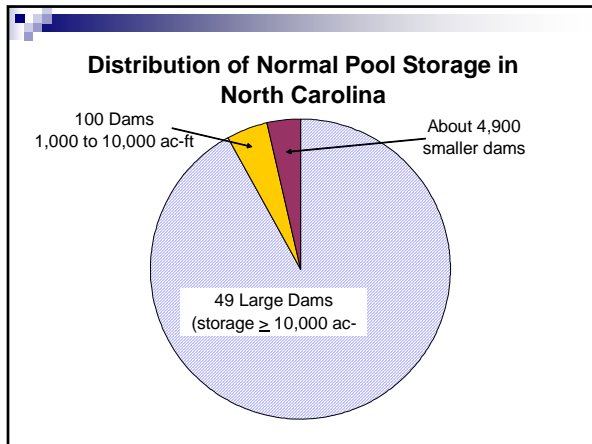 Distribution of Normal Pool Storage in
North Carolina
100 Dams
1,000 to 10,000 ac-ft
About 4,900
smaller dams
49 Large Dams
(storage ≥ 10,000 ac-